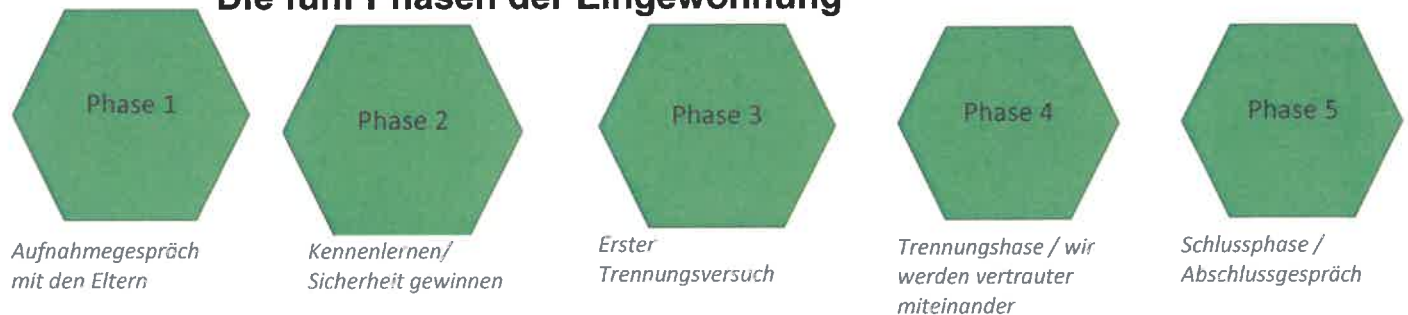 Die fünf Phasen der Eingewöhnung
Phase 1
Phase 2
Phase 3
Phase 4
Phase 5
Aufnahmegespräch
mit den Eltern
Kennenlernen/
Sicherheit gewinnen
Erster
Trennungsversuch
Trennungshase / wir
werden vertrauter
miteinander
Schlussphase /
Abschlussgespräch